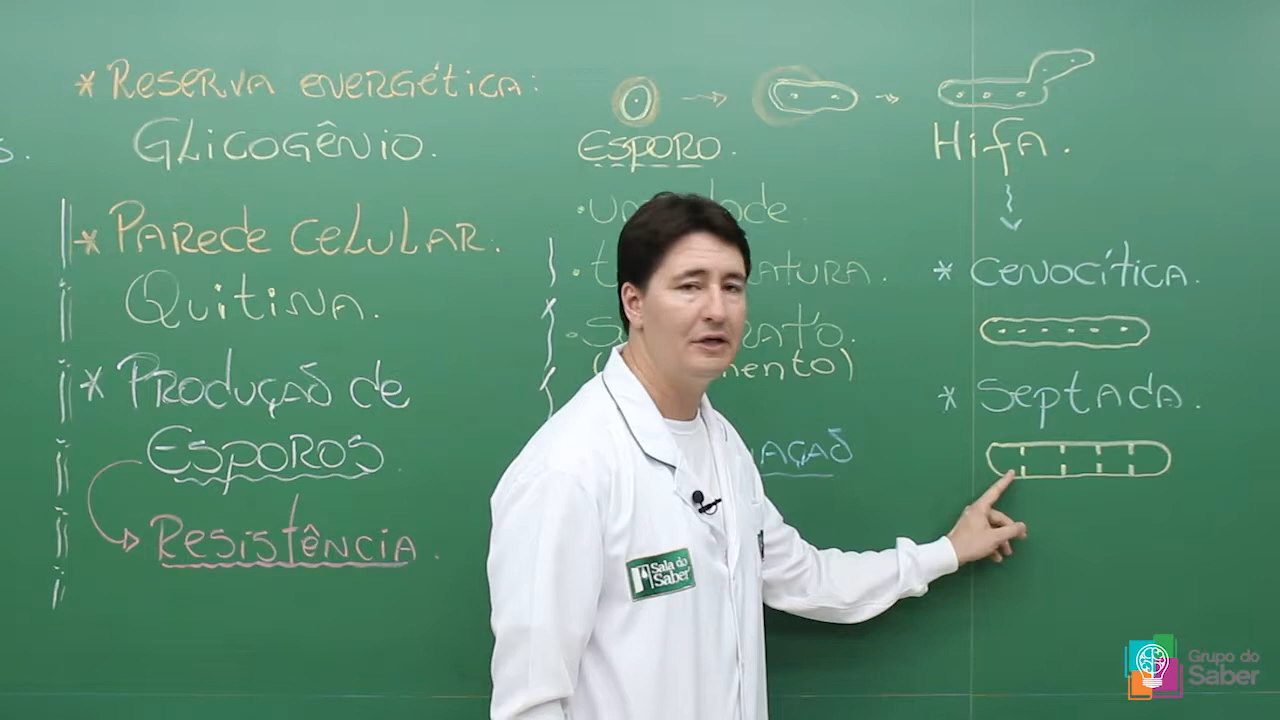 * Reserva energética:
Glicogênio.
* Parede celular.
Quitina.
* Produção de
Esporos.
Resistência.
Esporo.
Hifa.
* Cenocítica.
* Septada.
Sala do
Saber
Grupo do
Saber